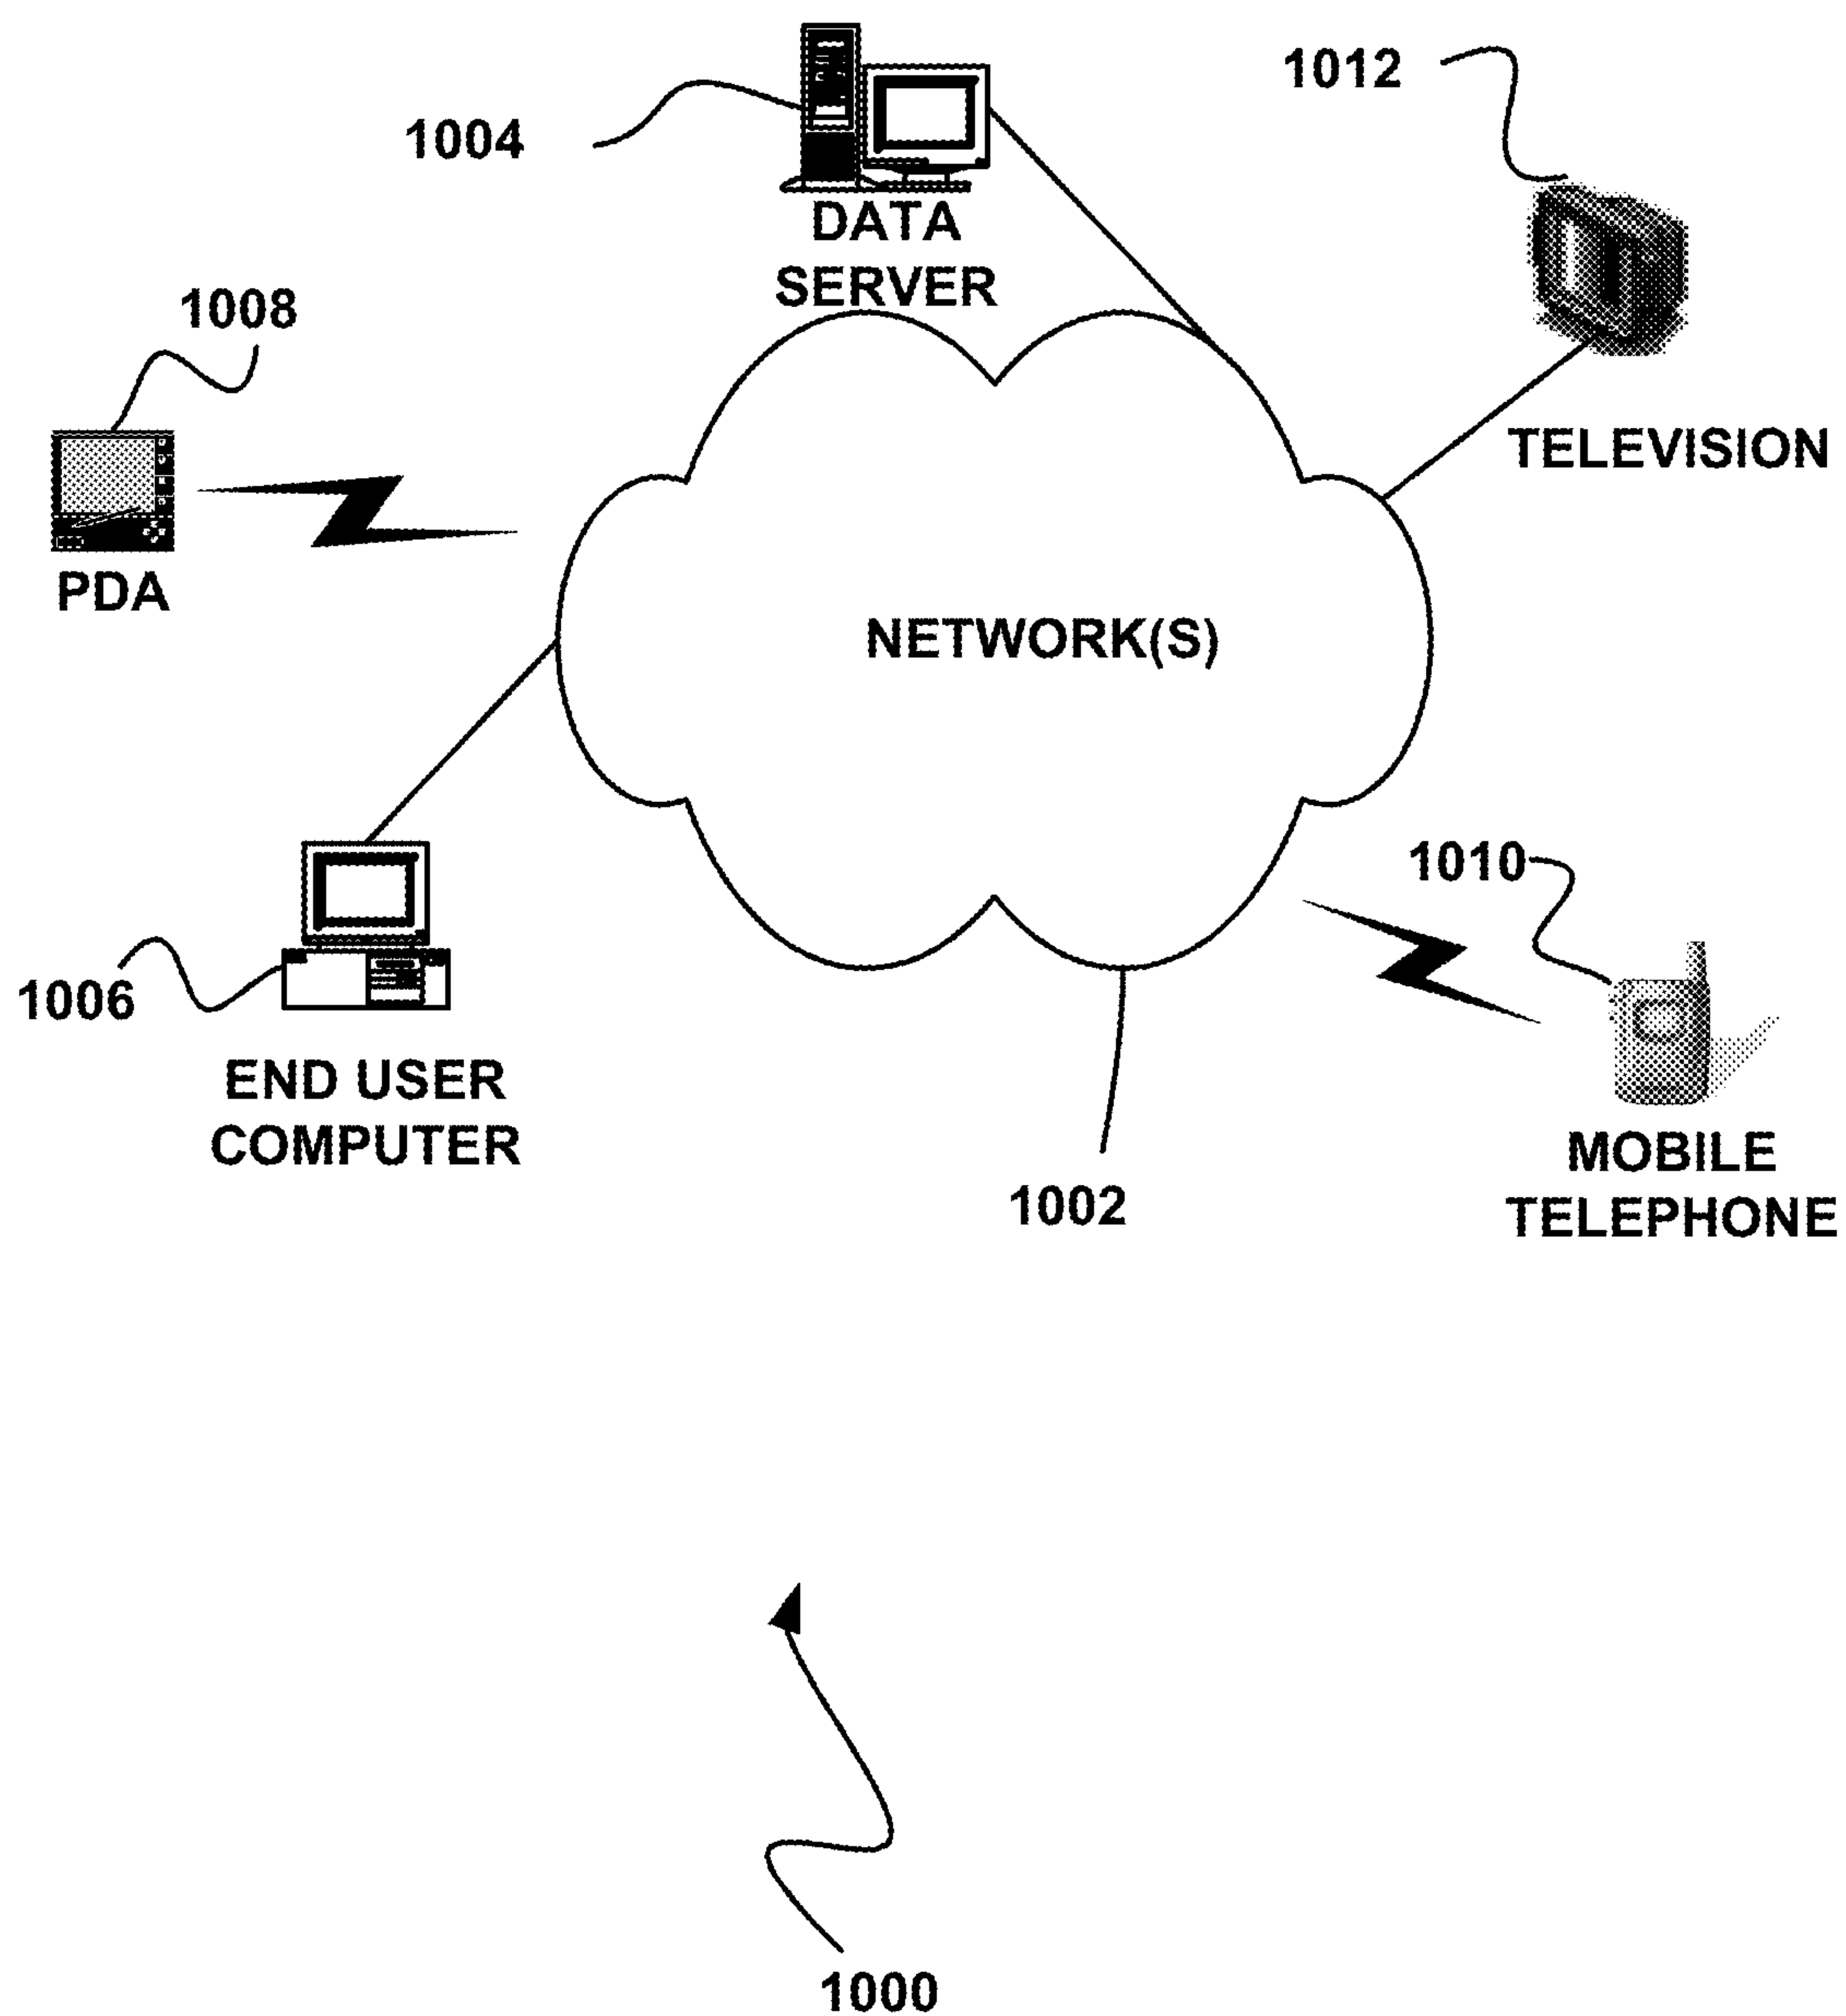 1012
1004
DATA
SERVER
1008
TELEVISION
PDA
NETWORK(S)
1010
1006
END USER
COMPUTER
MOBILE
TELEPHONE
1002
1000